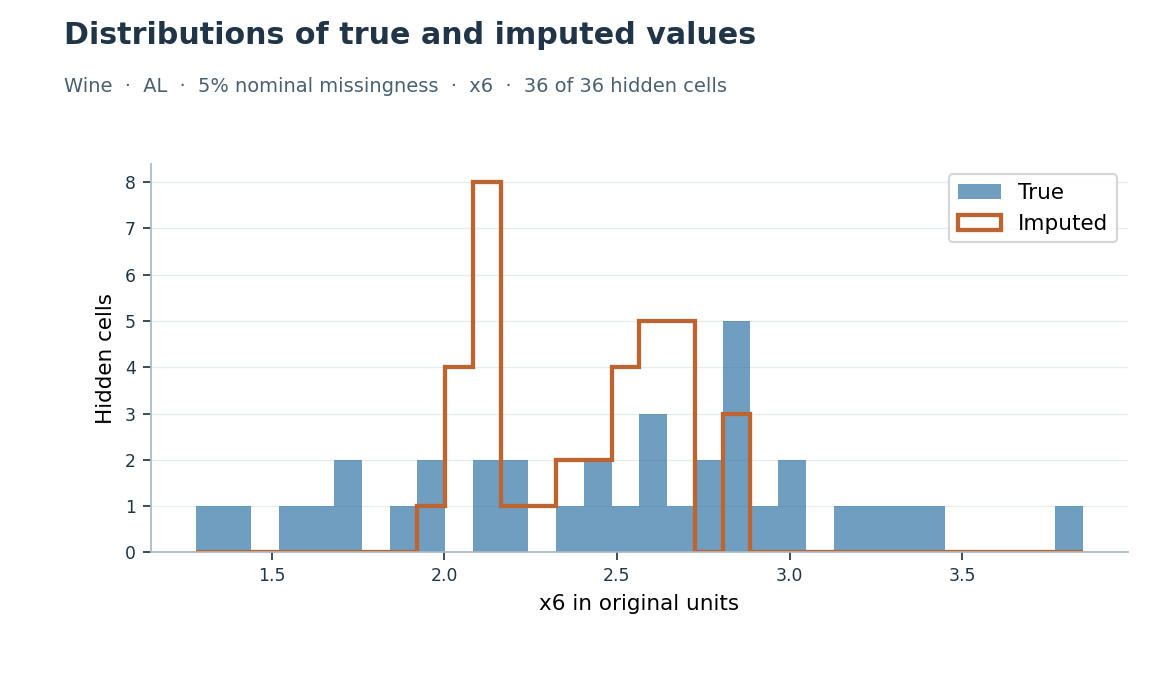 Distributions of true and imputed values
Wine · AL · 5% nominal missingness · x6 · 36 of 36 hidden cells
True
Imputed
Hidden cells
8
7
6
5
4
3
2
1
0
1.5 2.0 2.5 3.0 3.5
x6 in original units